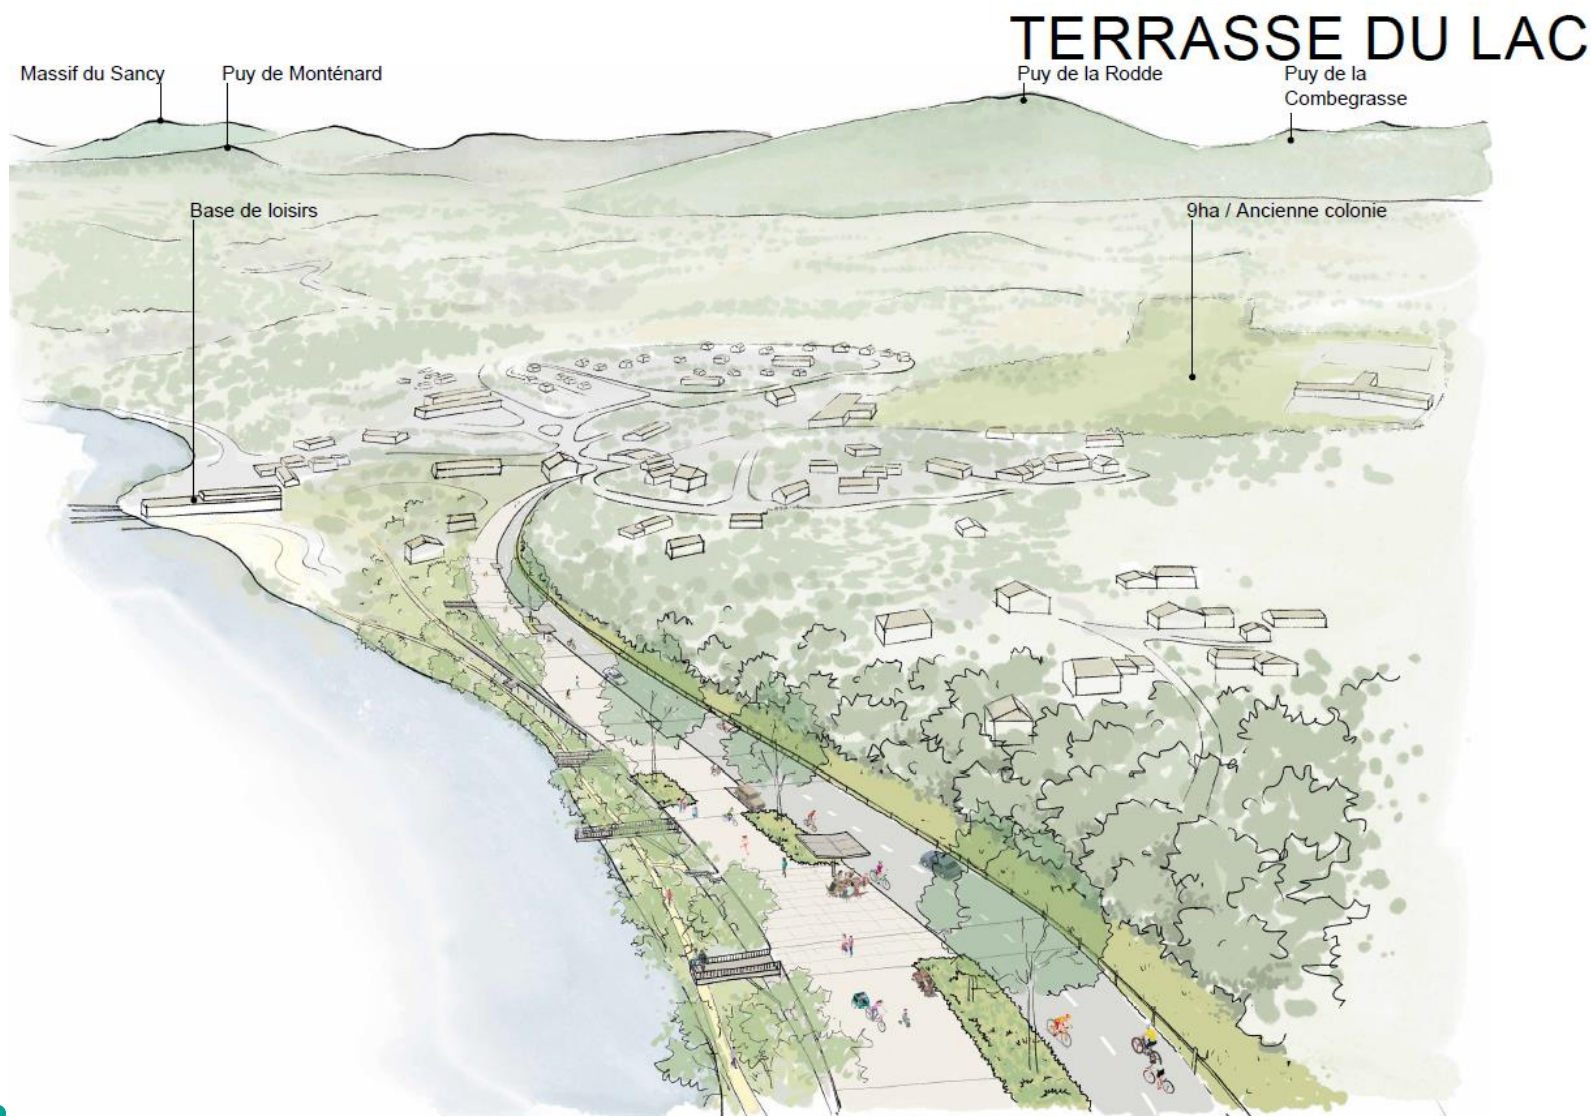 TERRASSE DU LAC
Massif du Sancy
Puy de Monténard
Puy de la Rodde
Puy de la
Combegrasse
Base de loisirs
9ha / Ancienne colonie